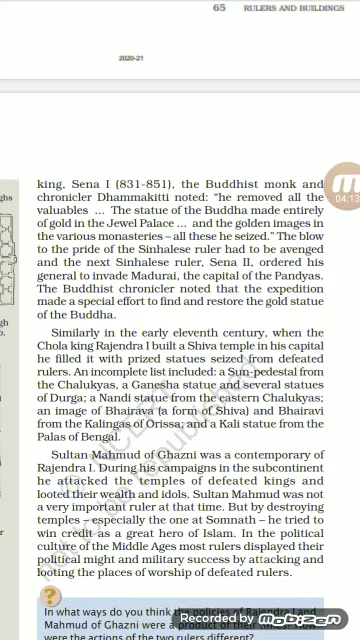 65 RULERS AND BUILDINGS
2020-21
04:13
king, Sena I (831-851), the Buddhist monk and
chronicler Dhammakitti noted: “he removed all the
valuables ... The statue of the Buddha made entirely
of gold in the Jewel Palace ... and the golden images in
the various monasteries – all these he seized.” The blow
to the pride of the Sinhalese ruler had to be avenged
and the next Sinhalese ruler, Sena II, ordered his
general to invade Madurai, the capital of the Pandyas.
The Buddhist chronicler noted that the expedition
made a special effort to find and restore the gold statue
of the Buddha.
Similarly in the early eleventh century, when the
Chola king Rajendra I built a Shiva temple in his capital
he filled it with prized statues seized from defeated
rulers. An incomplete list included: a Sun-pedestal from
the Chalukyas, a Ganesha statue and several statues
of Durga; a Nandi statue from the eastern Chalukyas;
an image of Bhairava (a form of Shiva) and Bhairavi
from the Kalingas of Orissa; and a Kali statue from the
Palas of Bengal.
Sultan Mahmud of Ghazni was a contemporary of
Rajendra I. During his campaigns in the subcontinent
he attacked the temples of defeated kings and
looted their wealth and idols. Sultan Mahmud was not
a very important ruler at that time. But by destroying
temples – especially the one at Somnath – he tried to
win credit as a great hero of Islam. In the political
culture of the Middle Ages most rulers displayed their
political might and military success by attacking and
looting the places of worship of defeated rulers.
?
In what ways do you think the policies of Rajendra I and
Mahmud of Ghazni were a product of their times? How
were the actions of the two rulers different?
© NCERT
not to be republished
Recorded by mobizen